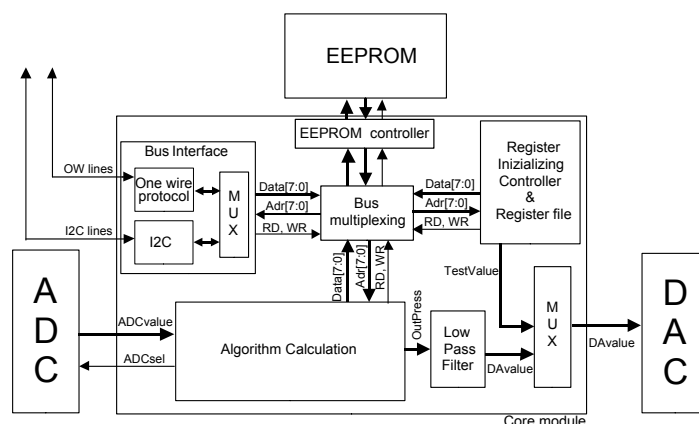 EEPROM
EEPROM controller
Bus Interface
OW lines
One wire
protocol
M
U
X
I2C lines
I2C
Data[7:0]
Adr[7:0]
RD, WR
Bus
multiplexing
Data[7:0]
Adr[7:0]
RD, WR
Register
Inizializing
Controller
&
Register file
Data[7:0]
Adr[7:0]
RD, WR
TestValue
A
D
C
ADCvalue
ADCsel
Algorithm Calculation
OutPress
Low
Pass
Filter
DAvalue
M
U
X
DAvalue
D
A
C
Core module